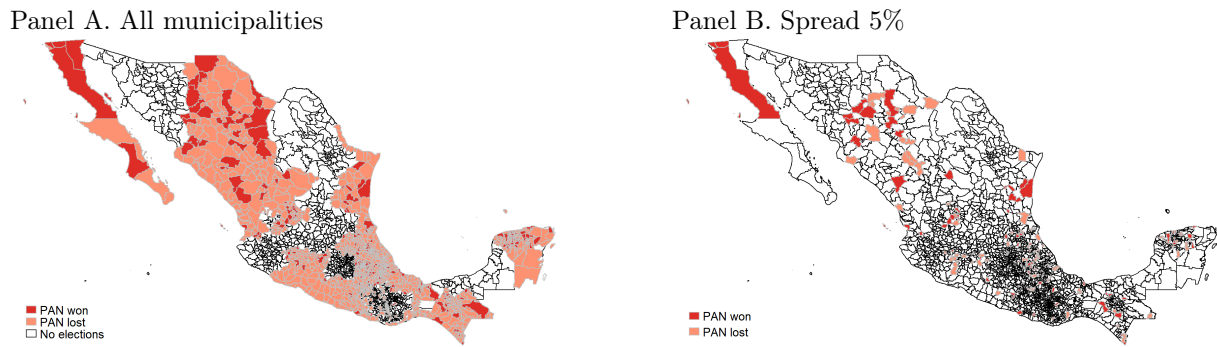 Panel A. All municipalities
PAN won
PAN lost
No elections
Panel B. Spread 5%
PAN won
PAN lost